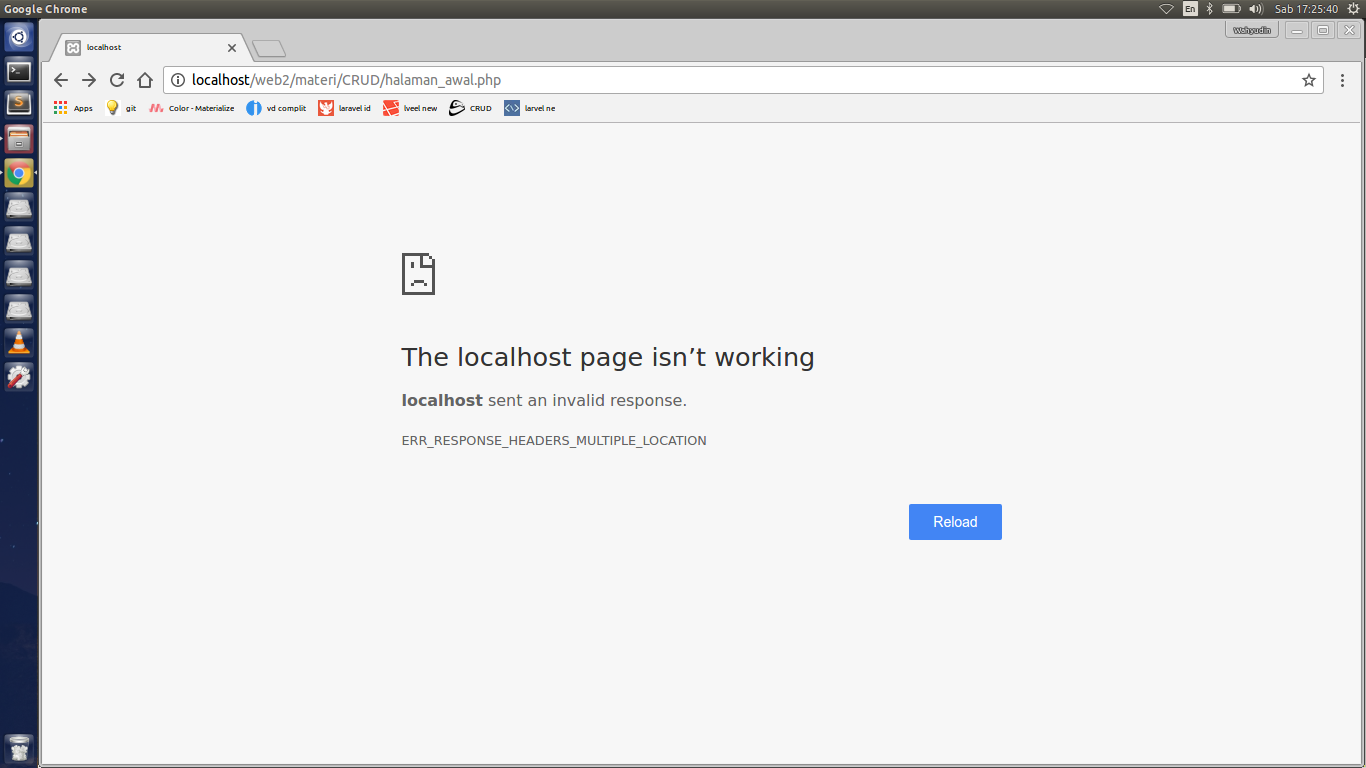 Google Chrome
En
Sab 17:25:40
Wahyudin
localhost
localhost/web2/materi/CRUD/halaman_awal.php
Apps git Color - Materialize vd complit laravel id lveel new CRUD larvel ne
The localhost page isn’t working
localhost sent an invalid response.
ERR_RESPONSE_HEADERS_MULTIPLE_LOCATION
Reload